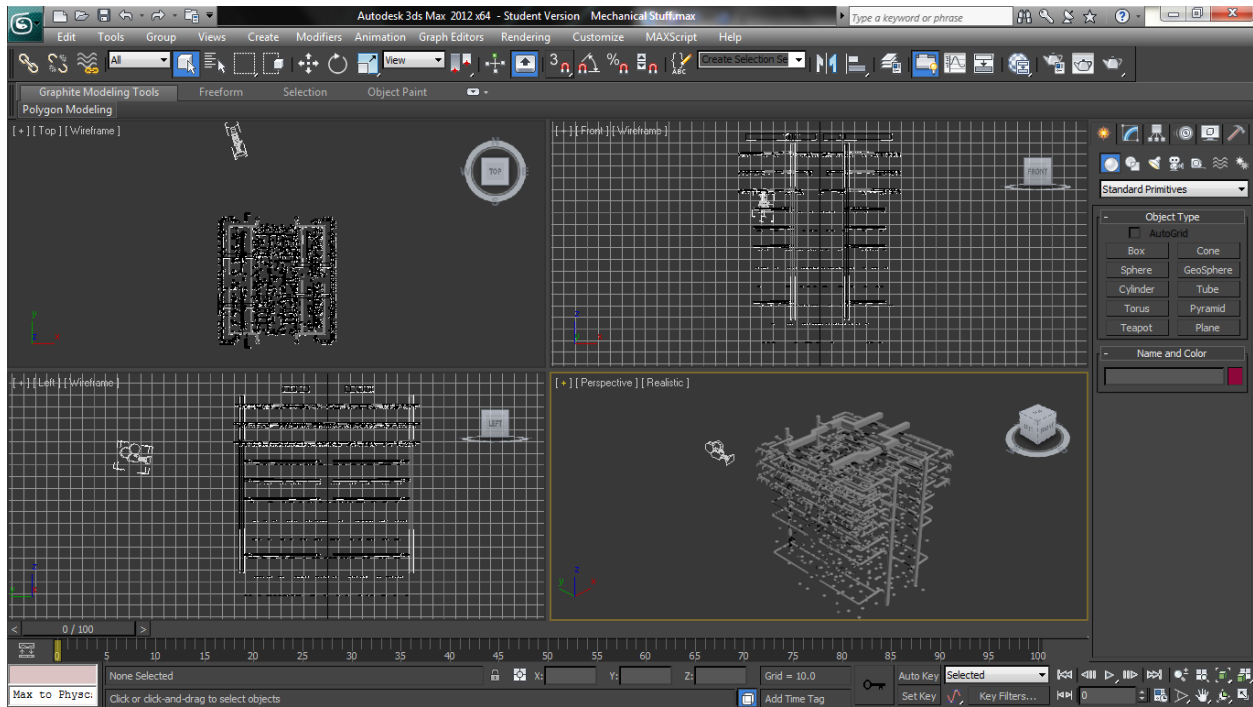 Autodesk 3ds Max 2012 x64 - Student Version Mechanical Stuff.max
Type a keyword or phrase
Edit Tools Group Views Create Modifiers Animation Graph Editors Rendering Customize MAXScript Help
All
View
3
Create Selection Se
ABC
Graphite Modeling Tools Freeform Selection Object Paint
Polygon Modeling
[ + ] [ Top ] [ Wireframe ]
TOP
[ + ] [ Front ] [ Wireframe ]
FRONT
Standard Primitives
- Object Type
AutoGrid
Box Cone
Sphere GeoSphere
Cylinder Tube
Torus Pyramid
Teapot Plane
- Name and Color
[ + ] [ Left ] [ Wireframe ]
LEFT
[ + ] [ Perspective ] [ Realistic ]
< 0 / 100 >
0 5 10 15 20 25 30 35 40 45 50 55 60 65 70 75 80 85 90 95 100
None Selected X: Y: Z: Grid = 10.0 Auto Key Selected
Max to Physc: Click or click-and-drag to select objects Add Time Tag Set Key Key Filters... 0